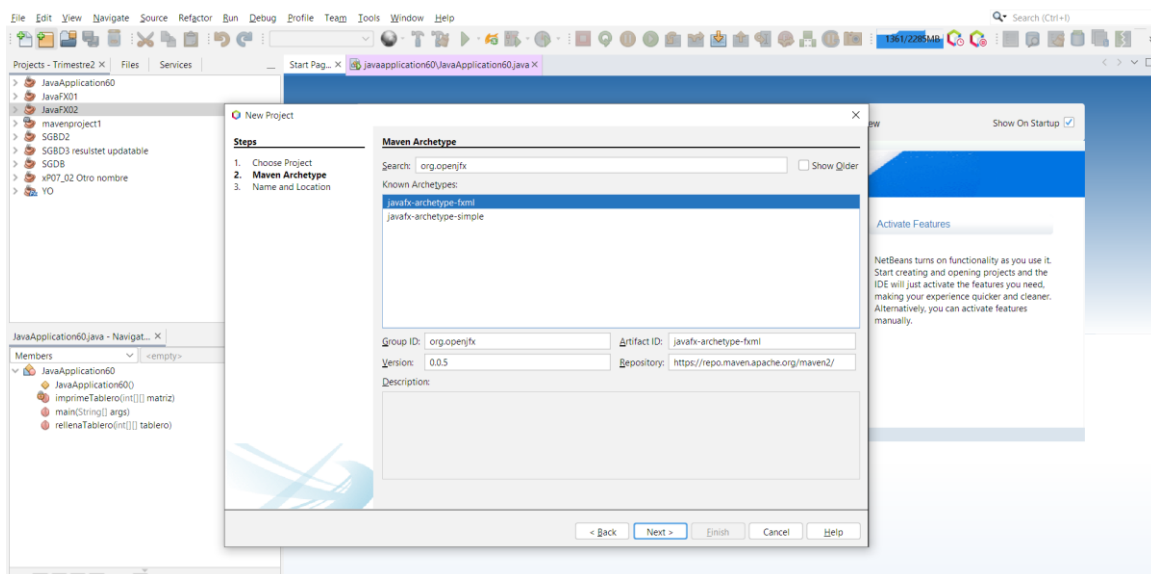 File Edit View Navigate Source Refactor Run Debug Profile Team Tools Window Help
Search (Ctrl+I)
1361/2285MB
Projects - Trimestre2 Files Services
Start Pag... javaapplication60\JavaApplication60.java
JavaApplication60
JavaFX01
JavaFX02
mavenproject1
SGBD2
SGBD3 resulstet updatable
SGDB
xP07_02 Otro nombre
YO
JavaApplication60.java - Navigat...
Members <empty>
JavaApplication60
JavaApplication60()
imprimeTablero(int[][] matriz)
main(String[] args)
rellenaTablero(int[][] tablero)
New Project
Steps
1. Choose Project
2. Maven Archetype
3. Name and Location
Maven Archetype
Search: org.openjfx Show Older
Known Archetypes:
javafx-archetype-fxml
javafx-archetype-simple
Group ID: org.openjfx Artifact ID: javafx-archetype-fxml
Version: 0.0.5 Repository: https://repo.maven.apache.org/maven2/
Description:
< Back Next > Finish Cancel Help
ew Show On Startup
Activate Features
NetBeans turns on functionality as you use it.
Start creating and opening projects and the
IDE will just activate the features you need,
making your experience quicker and cleaner.
Alternatively, you can activate features
manually.